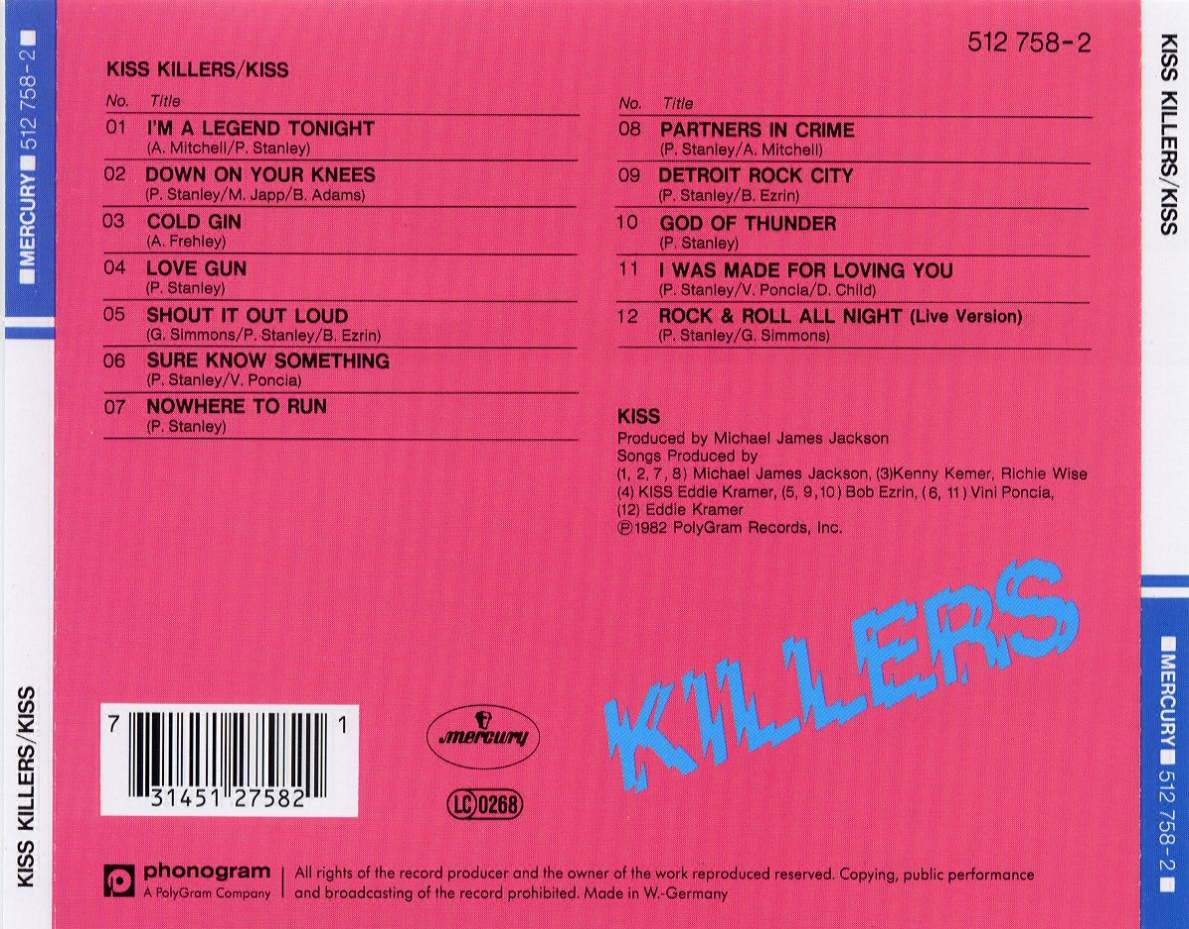 ■MERCURY■ 512 758-2■
KISS KILLERS/KISS
512 758-2
KISS KILLERS/KISS
No. Title
01 I'M A LEGEND TONIGHT
(A. Mitchell/P. Stanley)
02 DOWN ON YOUR KNEES
(P. Stanley/M. Japp/B. Adams)
03 COLD GIN
(A. Frehley)
04 LOVE GUN
(P. Stanley)
05 SHOUT IT OUT LOUD
(G. Simmons/P. Stanley/B. Ezrin)
06 SURE KNOW SOMETHING
(P. Stanley/V. Poncia)
07 NOWHERE TO RUN
(P. Stanley)
No. Title
08 PARTNERS IN CRIME
(P. Stanley/A. Mitchell)
09 DETROIT ROCK CITY
(P. Stanley/B. Ezrin)
10 GOD OF THUNDER
(P. Stanley)
11 I WAS MADE FOR LOVING YOU
(P. Stanley/V. Poncia/D. Child)
12 ROCK & ROLL ALL NIGHT (Live Version)
(P. Stanley/G. Simmons)
KISS
Produced by Michael James Jackson
Songs Produced by
(1, 2, 7, 8) Michael James Jackson, (3)Kenny Kemer, Richie Wise
(4) KISS Eddie Kramer, (5, 9,10) Bob Ezrin, (6, 11) Vini Poncia,
(12) Eddie Kramer
℗1982 PolyGram Records, Inc.
KILLERS
7 31451 27582 1
mercury
LC 0268
phonogram
A PolyGram Company
All rights of the record producer and the owner of the work reproduced reserved. Copying, public performance
and broadcasting of the record prohibited. Made in W.-Germany
KISS KILLERS/KISS
■MERCURY■ 512 758-2■